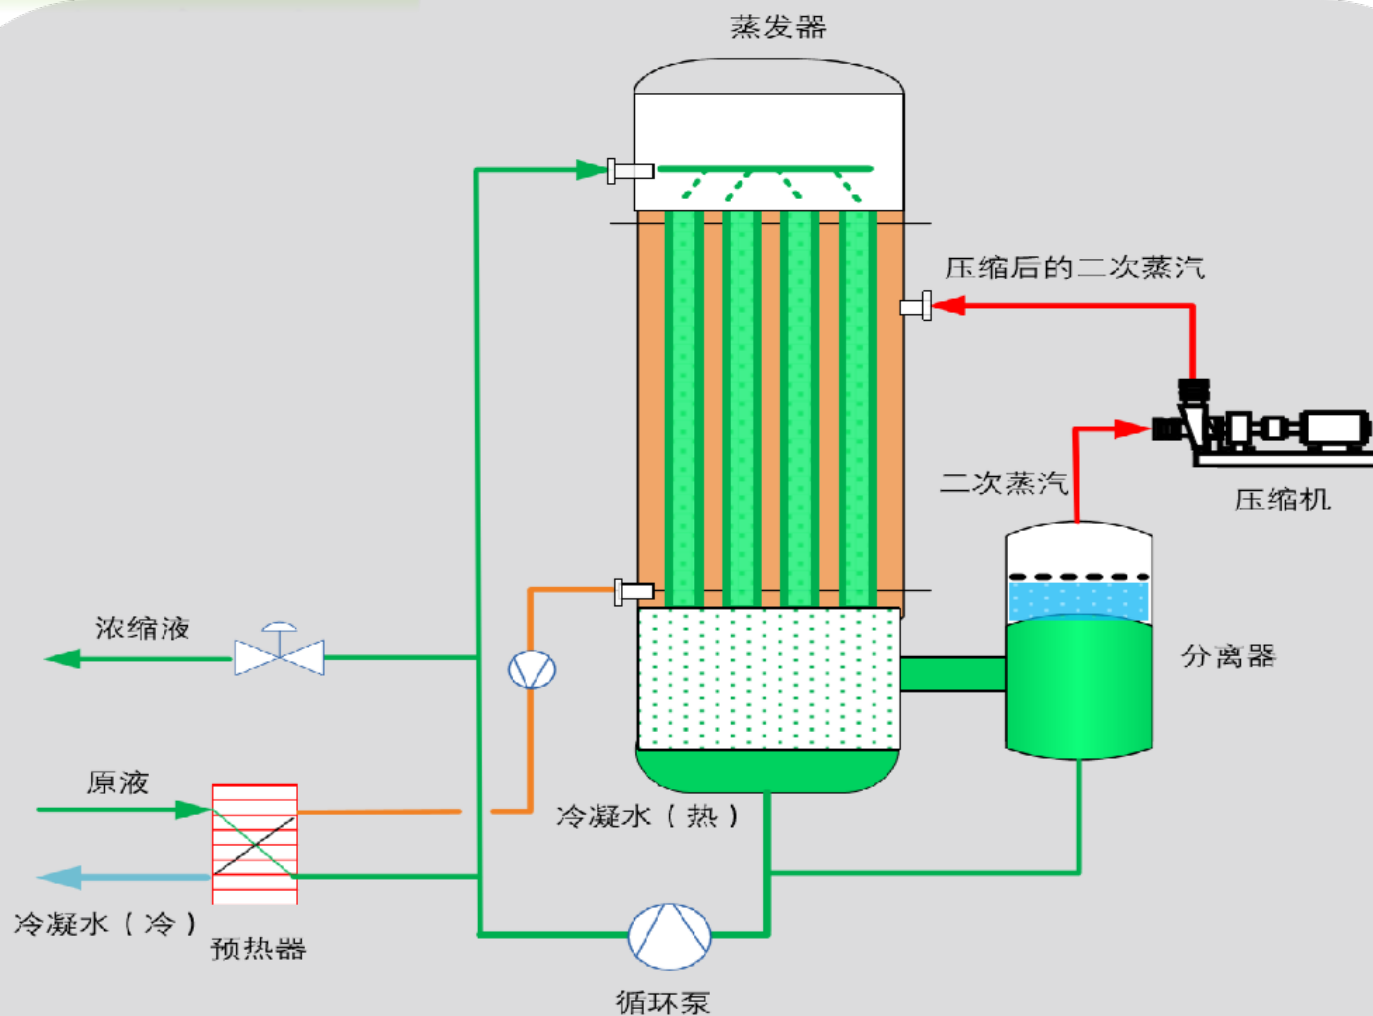 蒸发器
压缩后的二次蒸汽
二次蒸汽
压缩机
浓缩液
分离器
原液
冷凝水（热）
冷凝水（冷）
预热器
循环泵